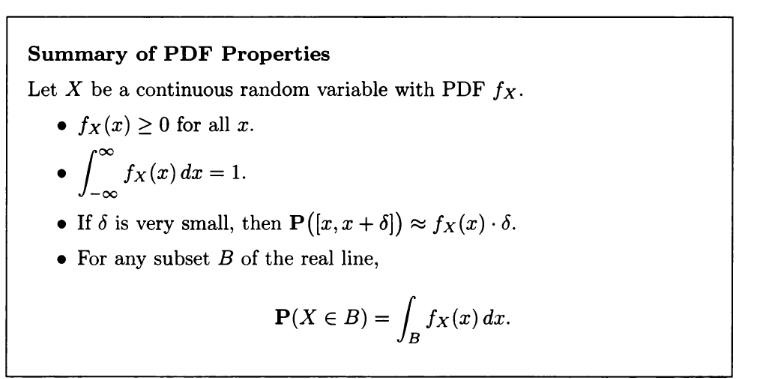 Summary of PDF Properties
Let X be a continuous random variable with PDF f_X.
• f_X(x) ≥ 0 for all x.
• ∫_{-∞}^{∞} f_X(x) dx = 1.
• If δ is very small, then P([x, x + δ]) ≈ f_X(x) · δ.
• For any subset B of the real line,
P(X ∈ B) = ∫_B f_X(x) dx.